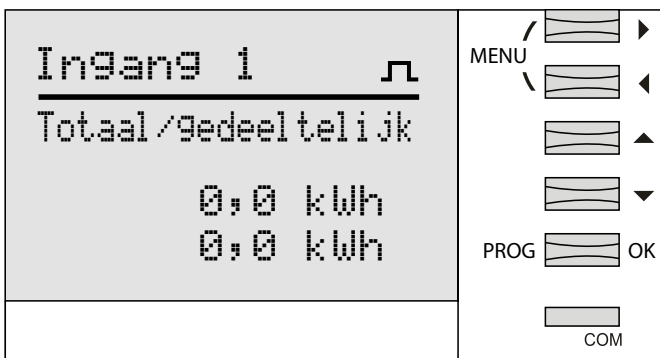 Ingang 1
Totaal/gedeeltelijk
0,0 kWh
0,0 kWh
MENU
PROG OK
COM